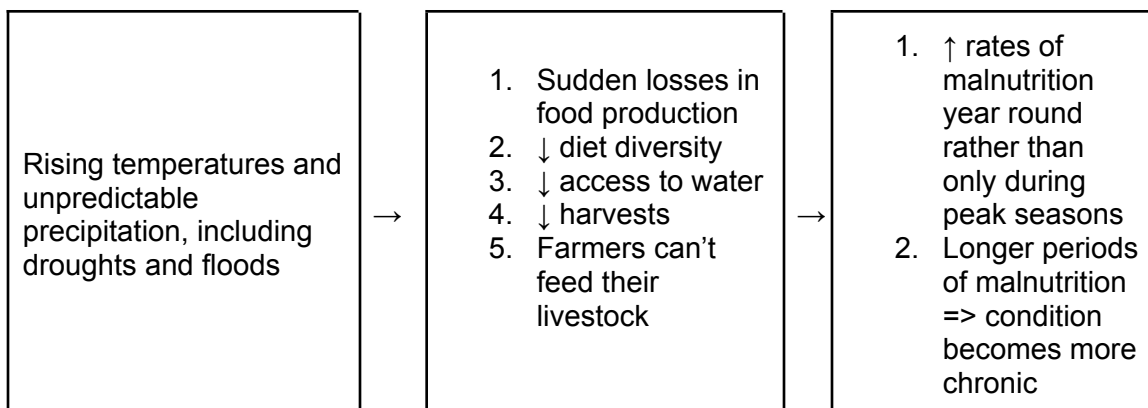 Rising temperatures and
unpredictable
precipitation, including
droughts and floods
→
1. Sudden losses in
food production
2. ↓ diet diversity
3. ↓ access to water
4. ↓ harvests
5. Farmers can’t
feed their
livestock
→
1. ↑ rates of
malnutrition
year round
rather than
only during
peak seasons
2. Longer periods
of malnutrition
=> condition
becomes more
chronic